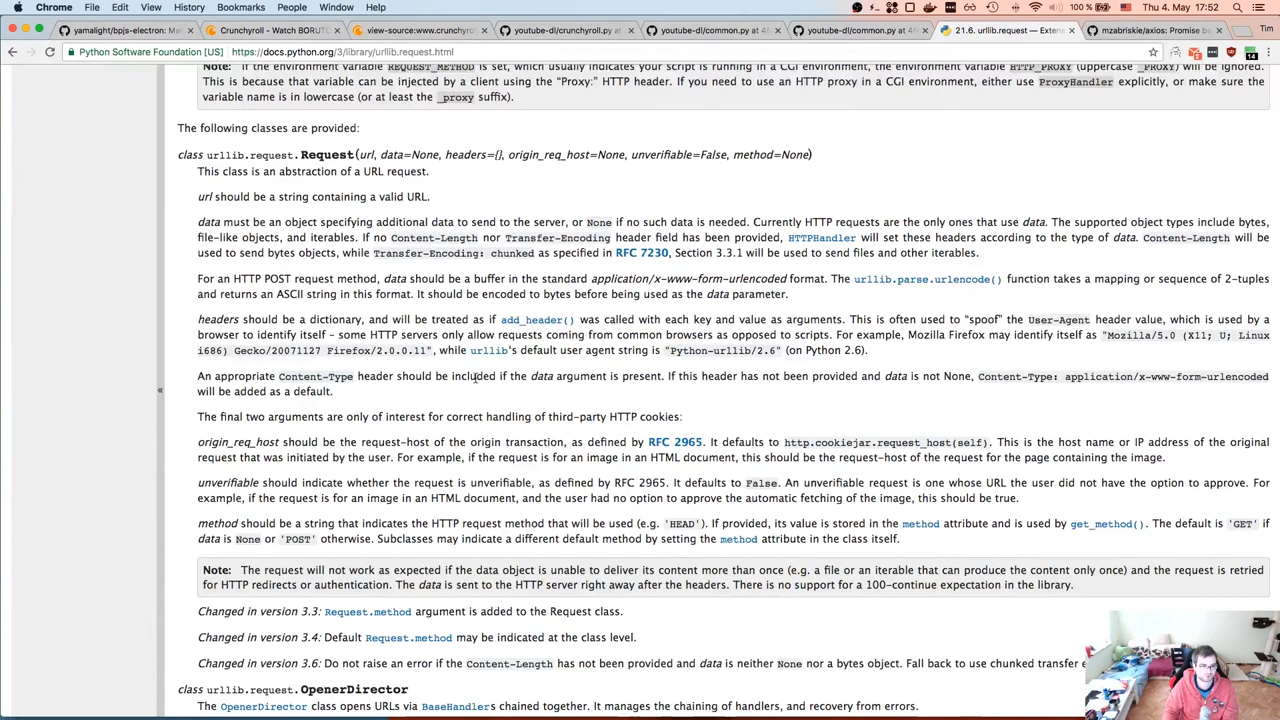 Chrome File Edit View History Bookmarks People Window Help 100 % Thu 4. May 17:52
yamalight/bpjs-electron: Ma Crunchyroll - Watch BORUTO view-source:www.crunchyroll youtube-dl/crunchyroll.py at youtube-dl/common.py at 4f youtube-dl/common.py at 4f 21.6. urllib.request — Exten mzabriskie/axios: Promise ba Tim
Python Software Foundation [US] https://docs.python.org/3/library/urllib.request.html
Note: If the environment variable REQUEST_METHOD is set, which usually indicates your script is running in a CGI environment, the environment variable HTTP_PROXY (uppercase _PROXY) will be ignored.
This is because that variable can be injected by a client using the “Proxy:” HTTP header. If you need to use an HTTP proxy in a CGI environment, either use ProxyHandler explicitly, or make sure the
variable name is in lowercase (or at least the _proxy suffix).
The following classes are provided:
class urllib.request.Request(url, data=None, headers={}, origin_req_host=None, unverifiable=False, method=None)
This class is an abstraction of a URL request.
url should be a string containing a valid URL.
data must be an object specifying additional data to send to the server, or None if no such data is needed. Currently HTTP requests are the only ones that use data. The supported object types include bytes,
file-like objects, and iterables. If no Content-Length nor Transfer-Encoding header field has been provided, HTTPHandler will set these headers according to the type of data. Content-Length will be
used to send bytes objects, while Transfer-Encoding: chunked as specified in RFC 7230, Section 3.3.1 will be used to send files and other iterables.
For an HTTP POST request method, data should be a buffer in the standard application/x-www-form-urlencoded format. The urllib.parse.urlencode() function takes a mapping or sequence of 2-tuples
and returns an ASCII string in this format. It should be encoded to bytes before being used as the data parameter.
headers should be a dictionary, and will be treated as if add_header() was called with each key and value as arguments. This is often used to “spoof” the User-Agent header value, which is used by a
browser to identify itself – some HTTP servers only allow requests coming from common browsers as opposed to scripts. For example, Mozilla Firefox may identify itself as "Mozilla/5.0 (X11; U; Linux
i686) Gecko/20071127 Firefox/2.0.0.11", while urllib's default user agent string is "Python-urllib/2.6" (on Python 2.6).
An appropriate Content-Type header should be included if the data argument is present. If this header has not been provided and data is not None, Content-Type: application/x-www-form-urlencoded
will be added as a default.
The final two arguments are only of interest for correct handling of third-party HTTP cookies:
origin_req_host should be the request-host of the origin transaction, as defined by RFC 2965. It defaults to http.cookiejar.request_host(self). This is the host name or IP address of the original
request that was initiated by the user. For example, if the request is for an image in an HTML document, this should be the request-host of the request for the page containing the image.
unverifiable should indicate whether the request is unverifiable, as defined by RFC 2965. It defaults to False. An unverifiable request is one whose URL the user did not have the option to approve. For
example, if the request is for an image in an HTML document, and the user had no option to approve the automatic fetching of the image, this should be true.
method should be a string that indicates the HTTP request method that will be used (e.g. 'HEAD'). If provided, its value is stored in the method attribute and is used by get_method(). The default is 'GET' if
data is None or 'POST' otherwise. Subclasses may indicate a different default method by setting the method attribute in the class itself.
Note: The request will not work as expected if the data object is unable to deliver its content more than once (e.g. a file or an iterable that can produce the content only once) and the request is retried
for HTTP redirects or authentication. The data is sent to the HTTP server right away after the headers. There is no support for a 100-continue expectation in the library.
Changed in version 3.3: Request.method argument is added to the Request class.
Changed in version 3.4: Default Request.method may be indicated at the class level.
Changed in version 3.6: Do not raise an error if the Content-Length has not been provided and data is neither None nor a bytes object. Fall back to use chunked transfer
class urllib.request.OpenerDirector
The OpenerDirector class opens URLs via BaseHandlers chained together. It manages the chaining of handlers, and recovery from errors.